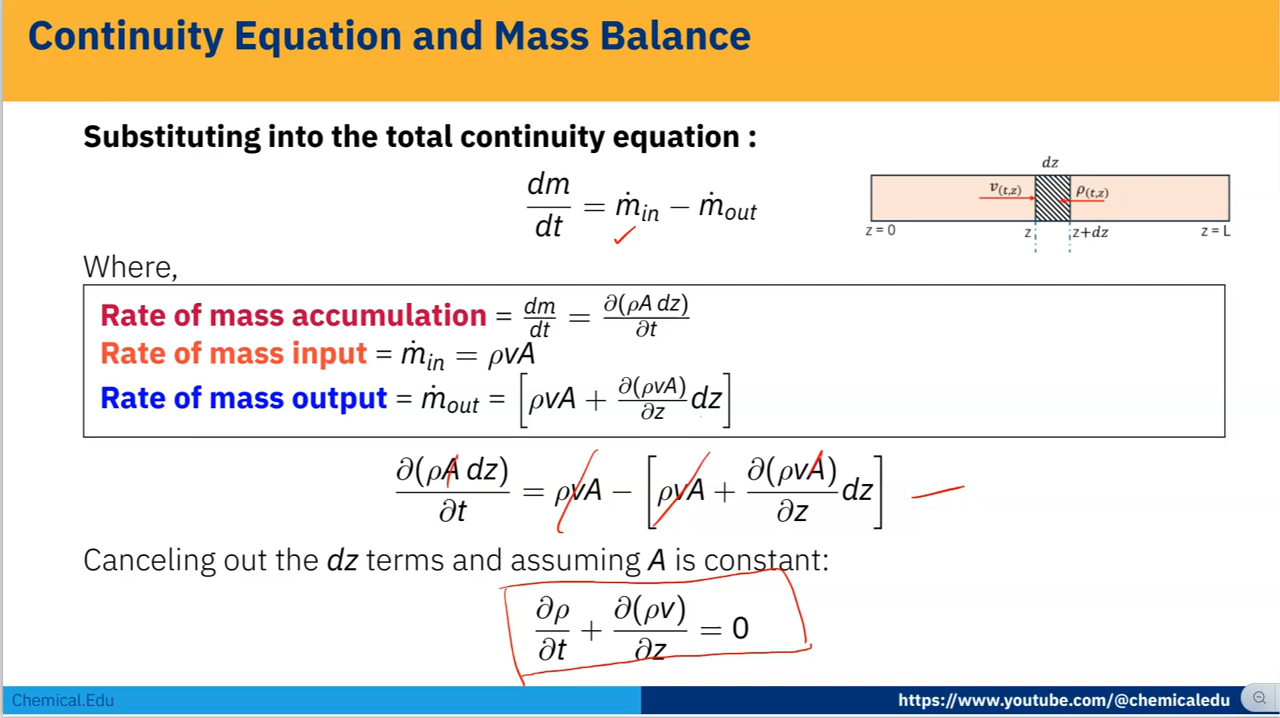 Continuity Equation and Mass Balance
Substituting into the total continuity equation :
dm/dt = ṁ_in − ṁ_out
dz
v_(t,z) ρ_(t,z)
z = 0 z z+dz z = L
Where,
Rate of mass accumulation = dm/dt = ∂(ρA dz)/∂t
Rate of mass input = ṁ_in = ρvA
Rate of mass output = ṁ_out = [ρvA + ∂(ρvA)/∂z dz]
∂(ρA dz)/∂t = ρvA − [ρvA + ∂(ρvA)/∂z dz]
Canceling out the dz terms and assuming A is constant:
∂ρ/∂t + ∂(ρv)/∂z = 0
Chemical.Edu https://www.youtube.com/@chemicaledu